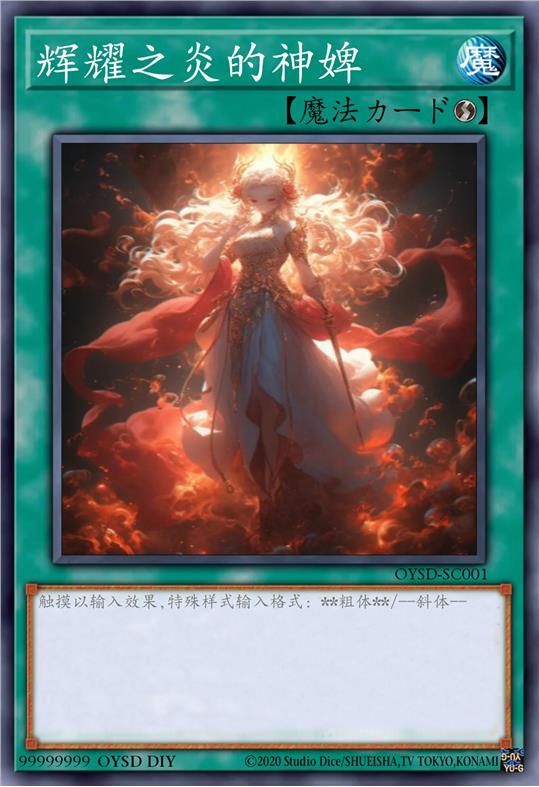 辉耀之炎的神婢
魔
【魔法カード】
OYSD-SC001
触摸以输入效果,特殊样式输入格式: **粗体**/--斜体--
99999999 OYSD DIY
©2020 Studio Dice/SHUEISHA,TV TOKYO,KONAMI